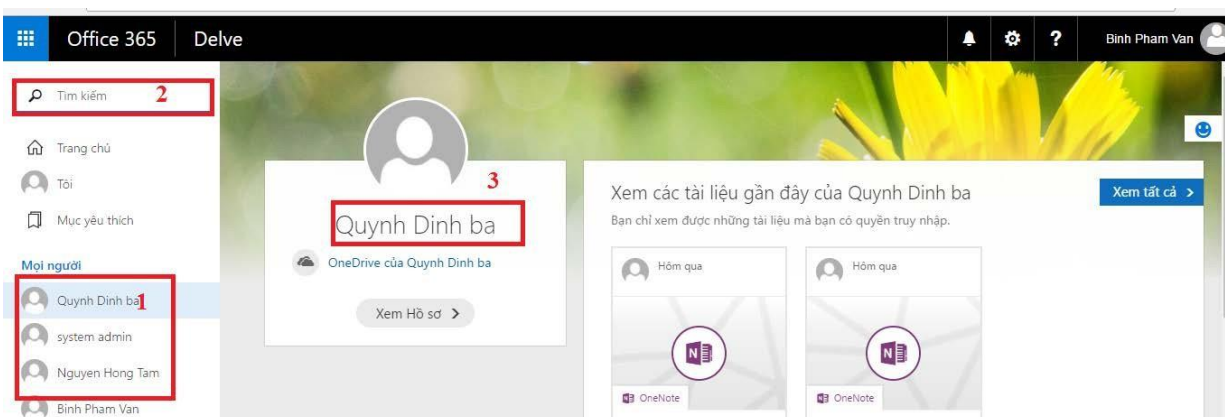 Office 365 Delve Binh Pham Van
Tìm kiếm 2
Trang chủ
Tôi
Mục yêu thích
Mọi người
Quynh Dinh ba 1
system admin
Nguyen Hong Tam
Binh Pham Van
3
Quynh Dinh ba
OneDrive của Quynh Dinh ba
Xem Hồ sơ
Xem các tài liệu gần đây của Quynh Dinh ba
Xem tất cả
Bạn chỉ xem được những tài liệu mà bạn có quyền truy nhập.
Hôm qua
OneNote
Hôm qua
OneNote